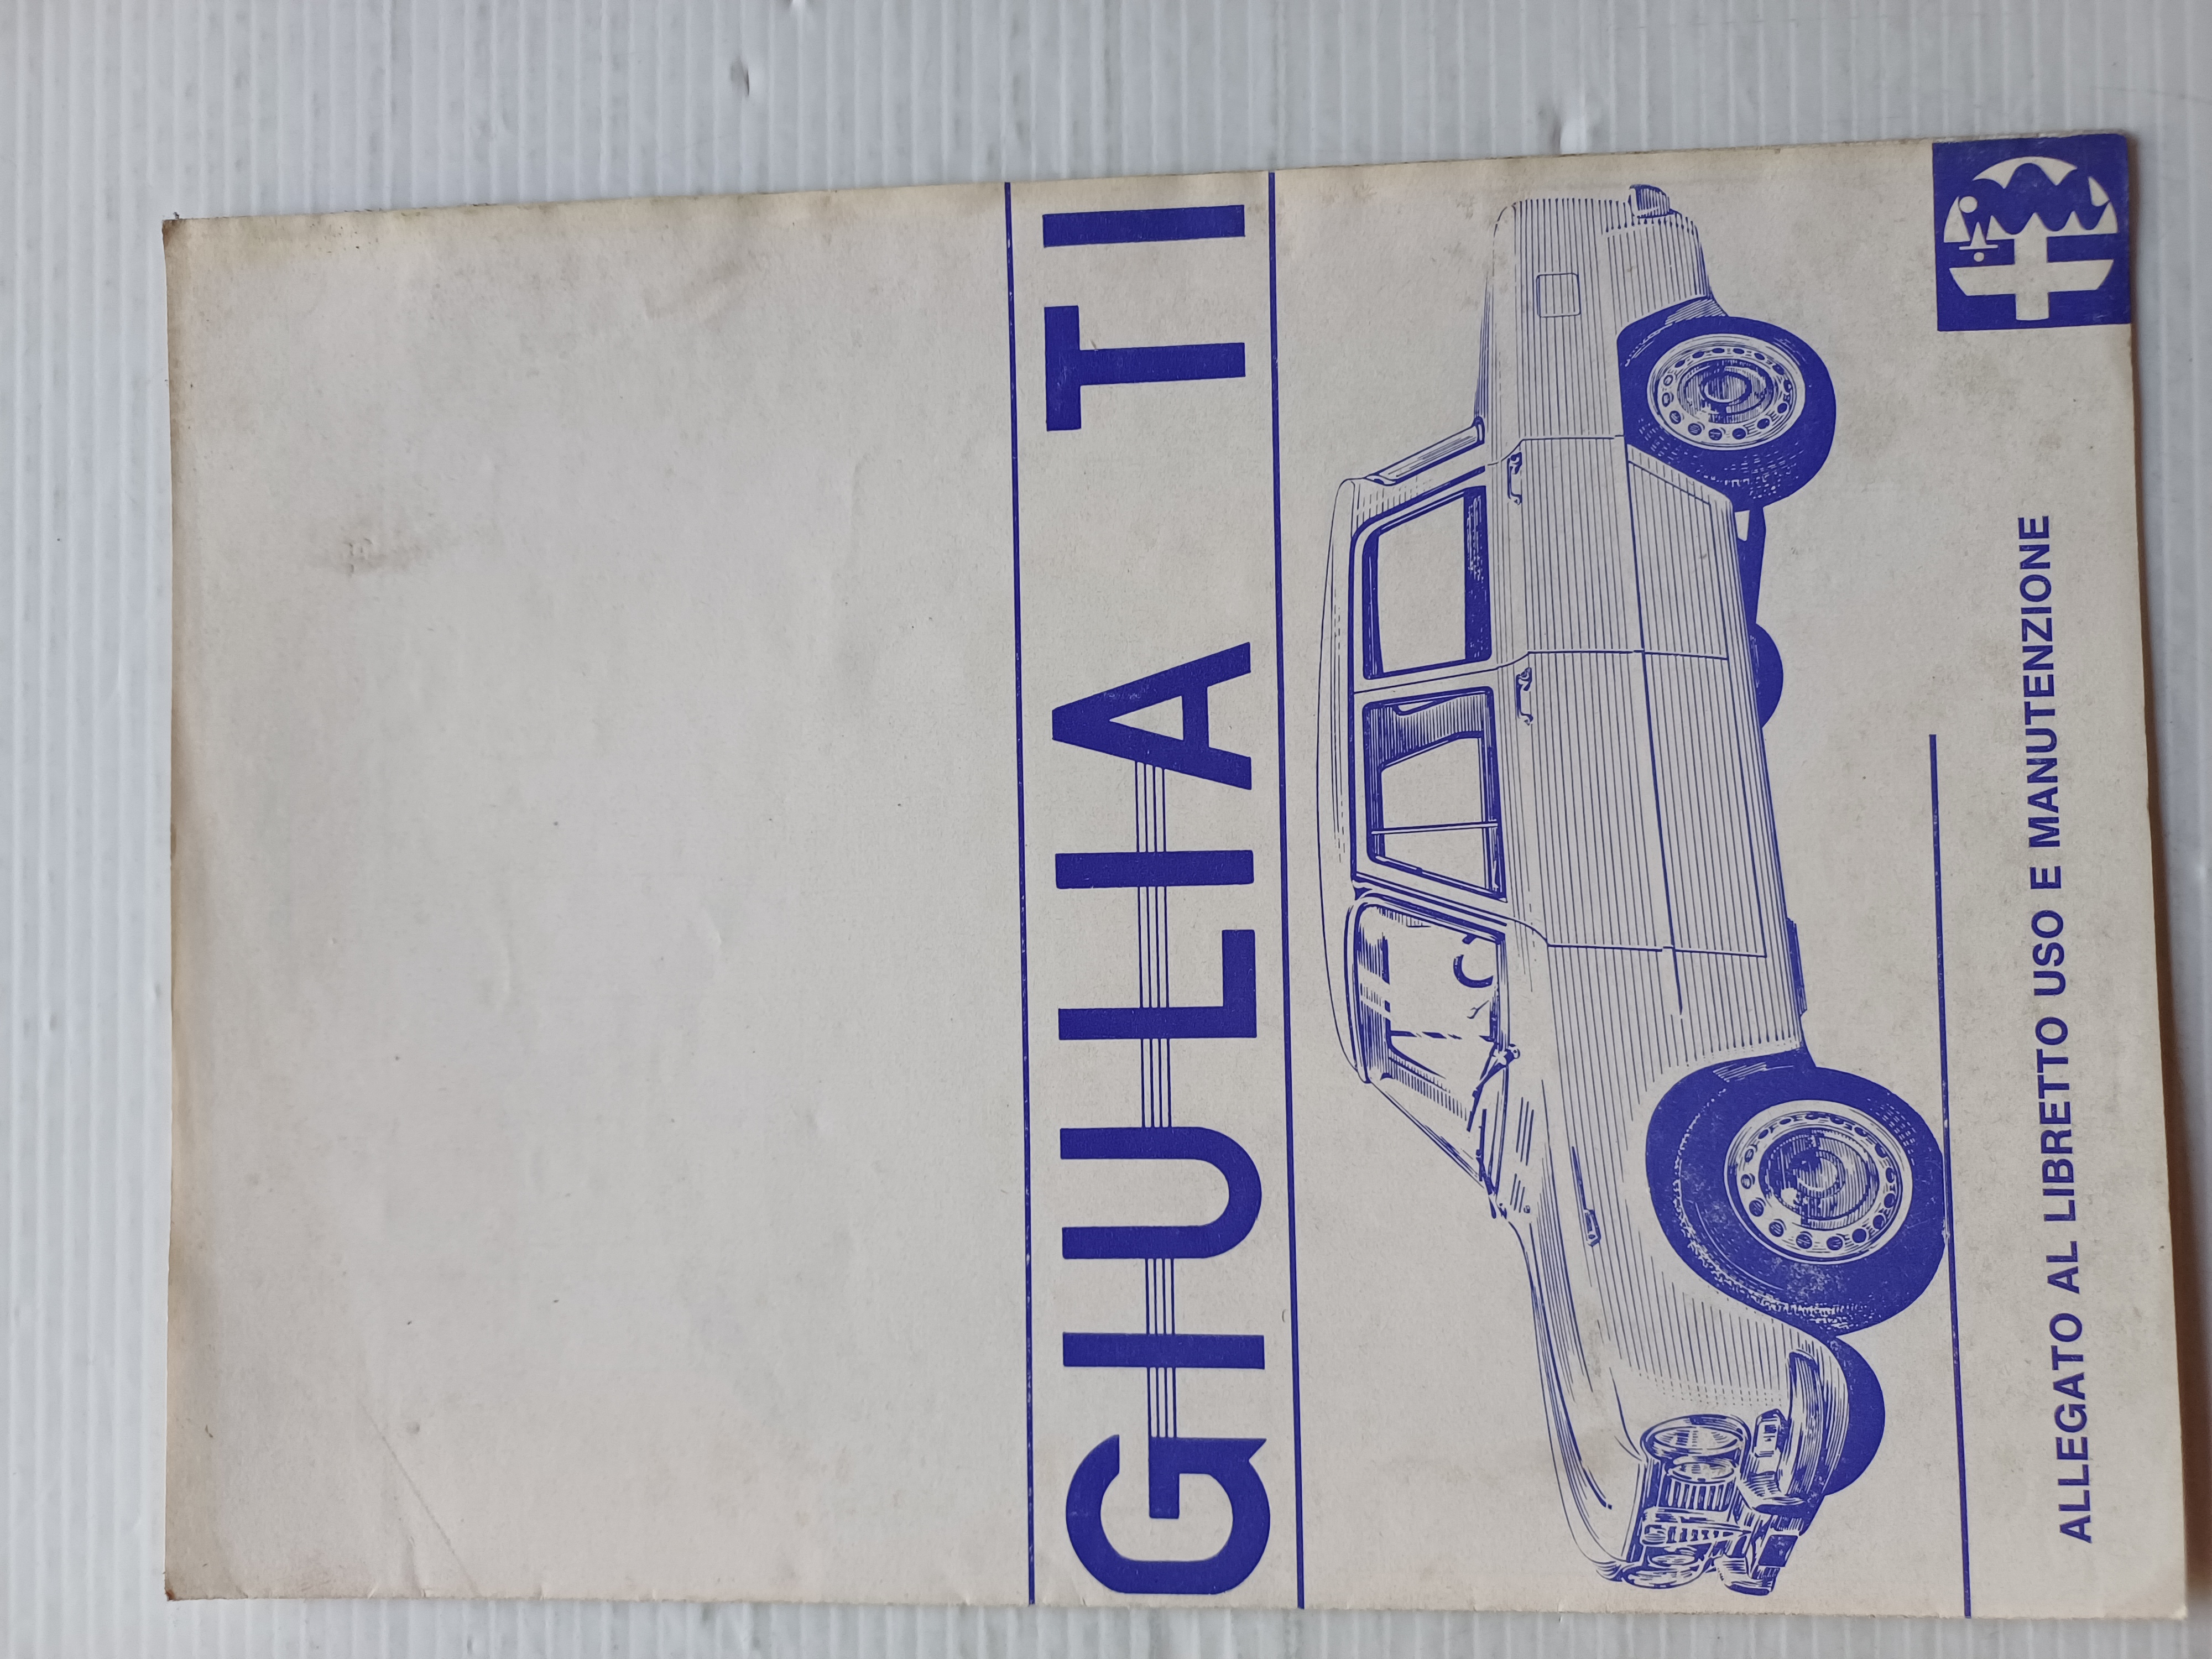 GIULIA TI
ALLEGATO AL LIBRETTO USO E MANUTENZIONE